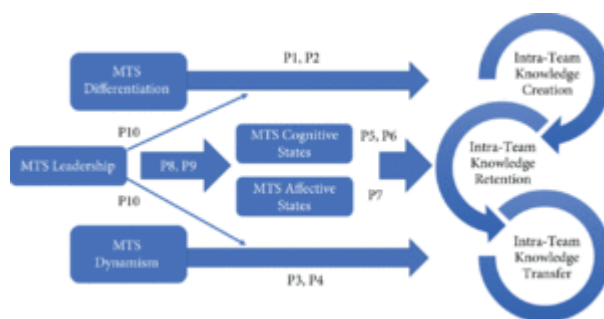 P1, P2
MTS
Differentiation
Intra-Team
Knowledge
Creation
P10
MTS Leadership
P8, P9
MTS Cognitive
States
P5, P6
MTS Affective
States
P7
Intra-Team
Knowledge
Retention
P10
MTS
Dynamism
P3, P4
Intra-Team
Knowledge
Transfer